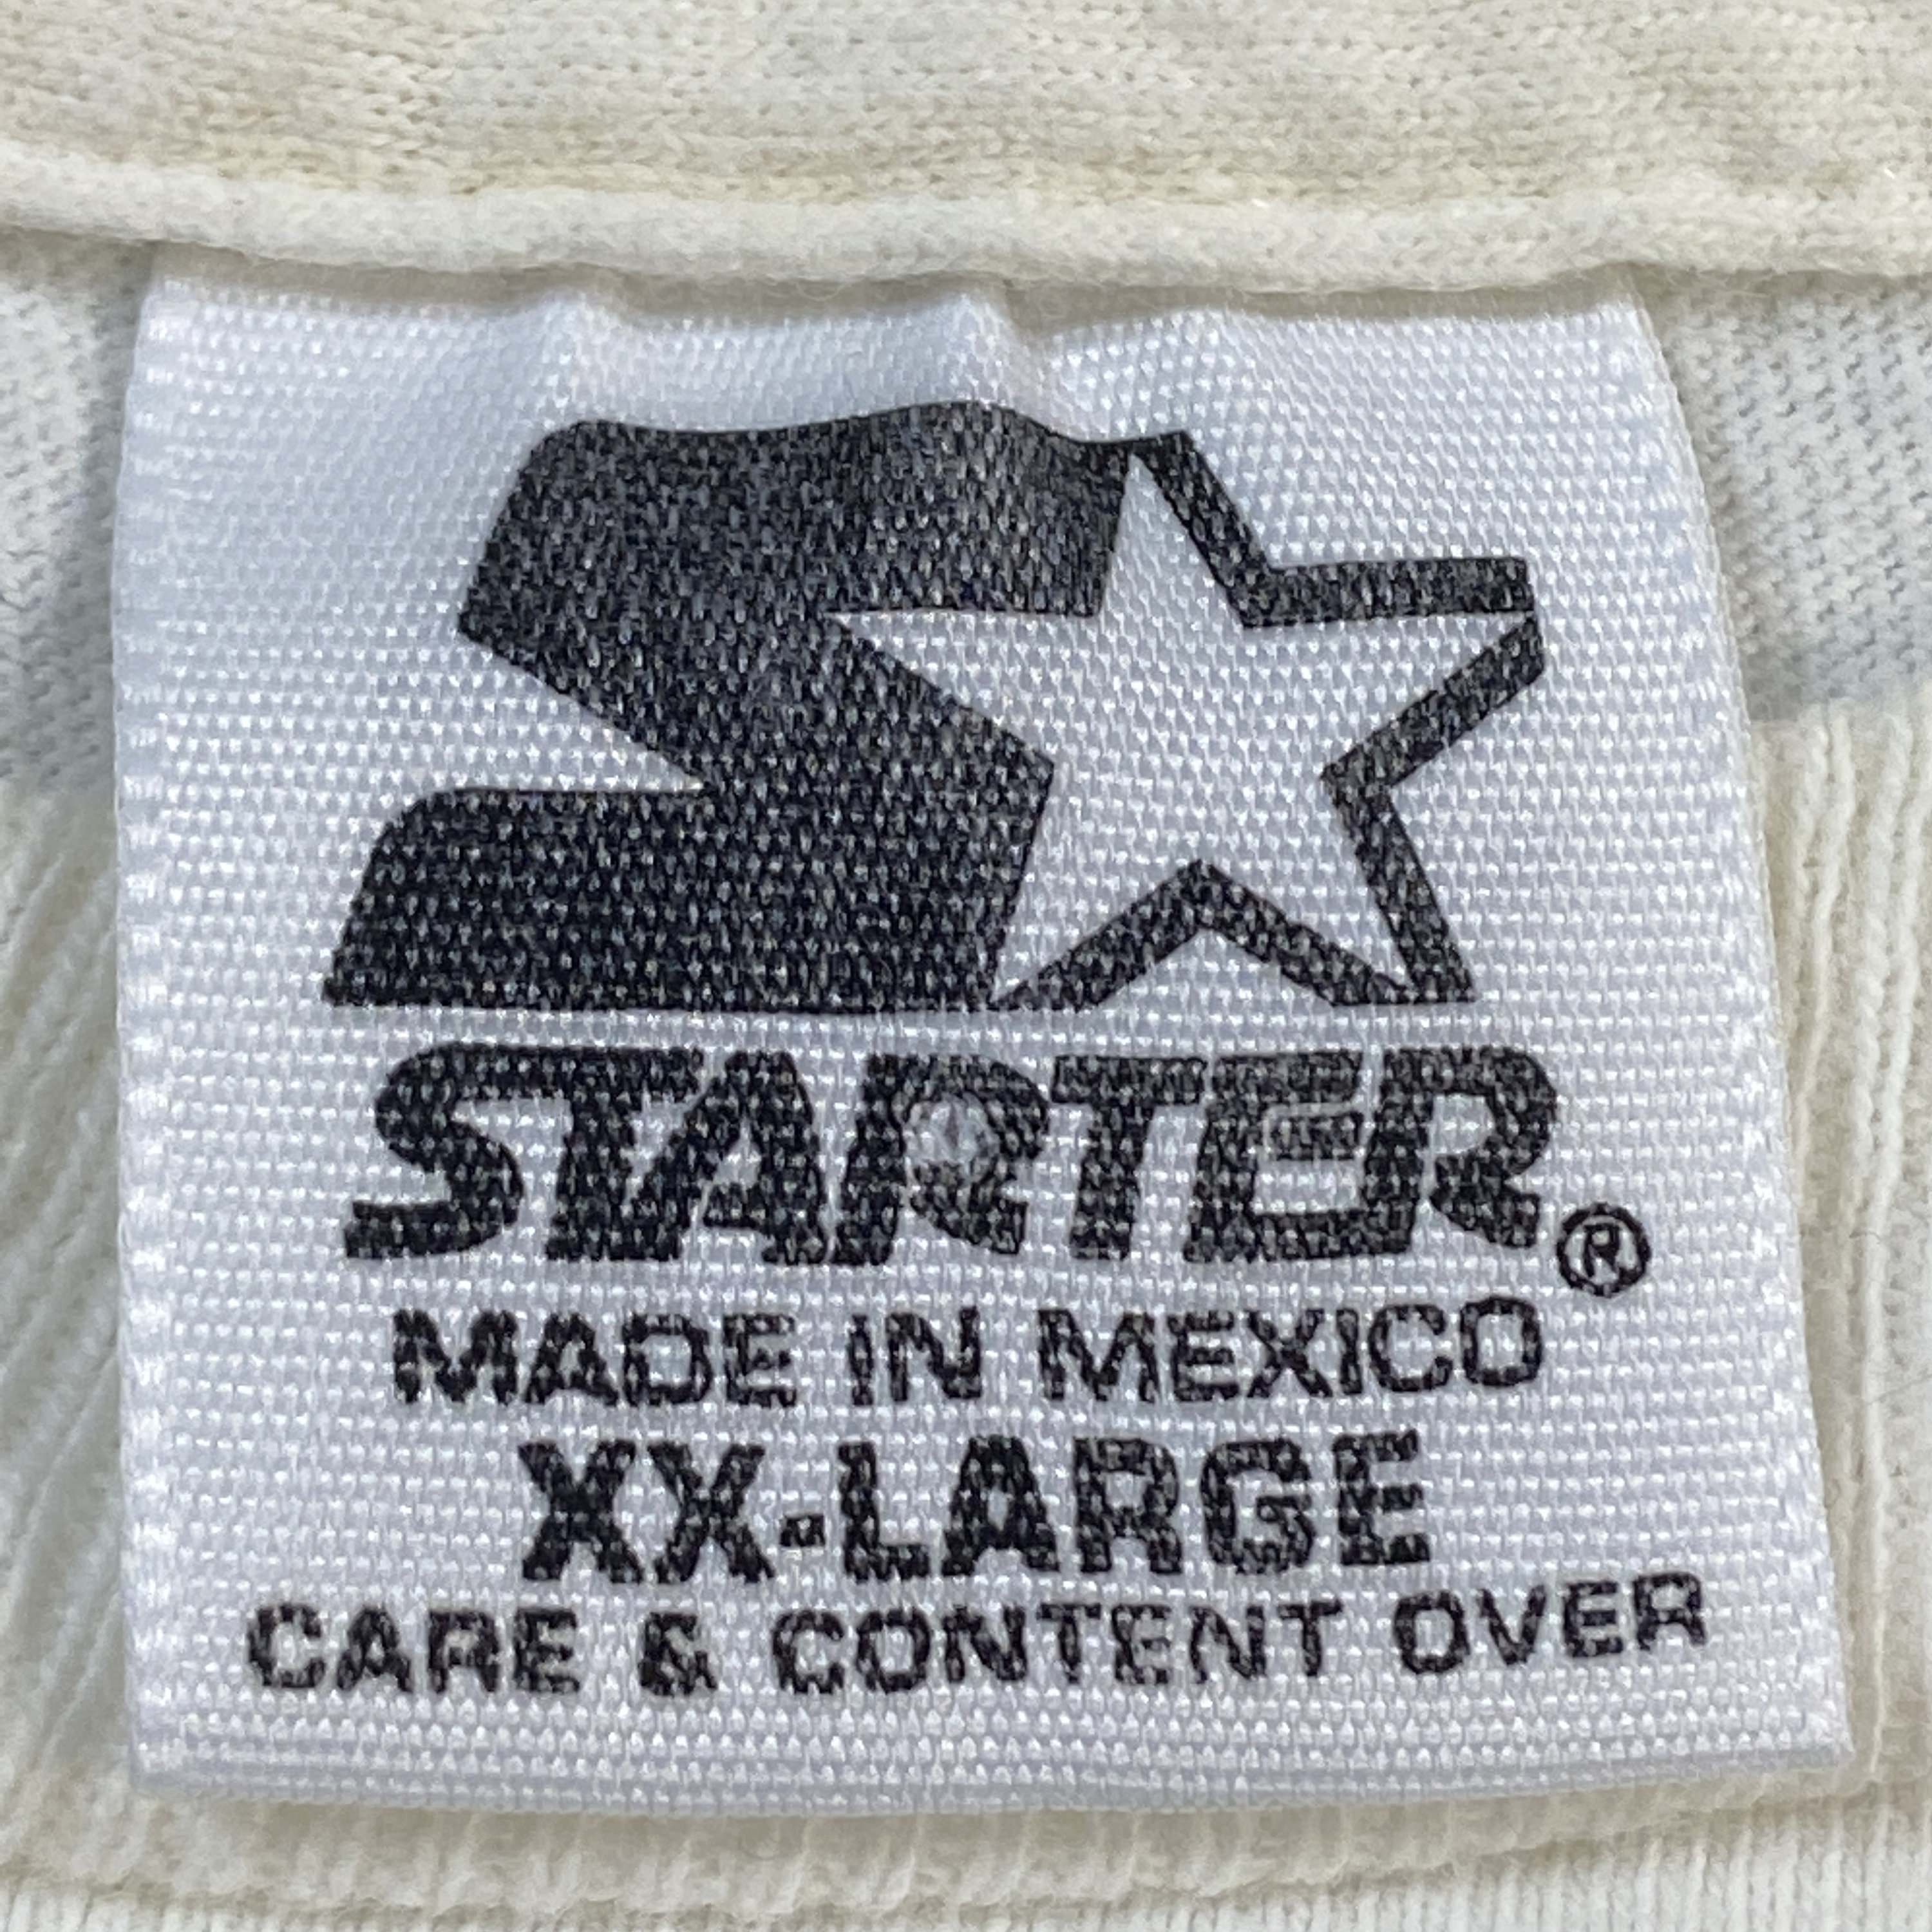 STARTER®
MADE IN MEXICO
XX-LARGE
CARE & CONTENT OVER